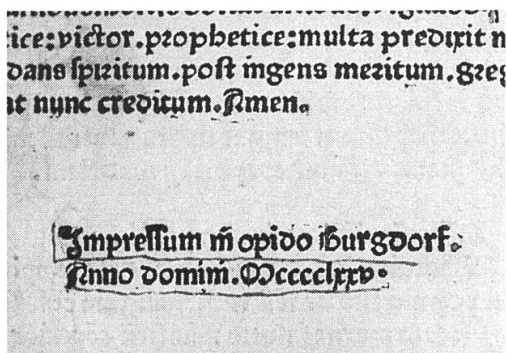 ice:victor.prophetice:multa predixit n
dans spiritum.post ingens meritum.greg
at nunc creditum.Amen.
Impressum in opido Burgdorf.
Anno domini.Mcccclxxv.